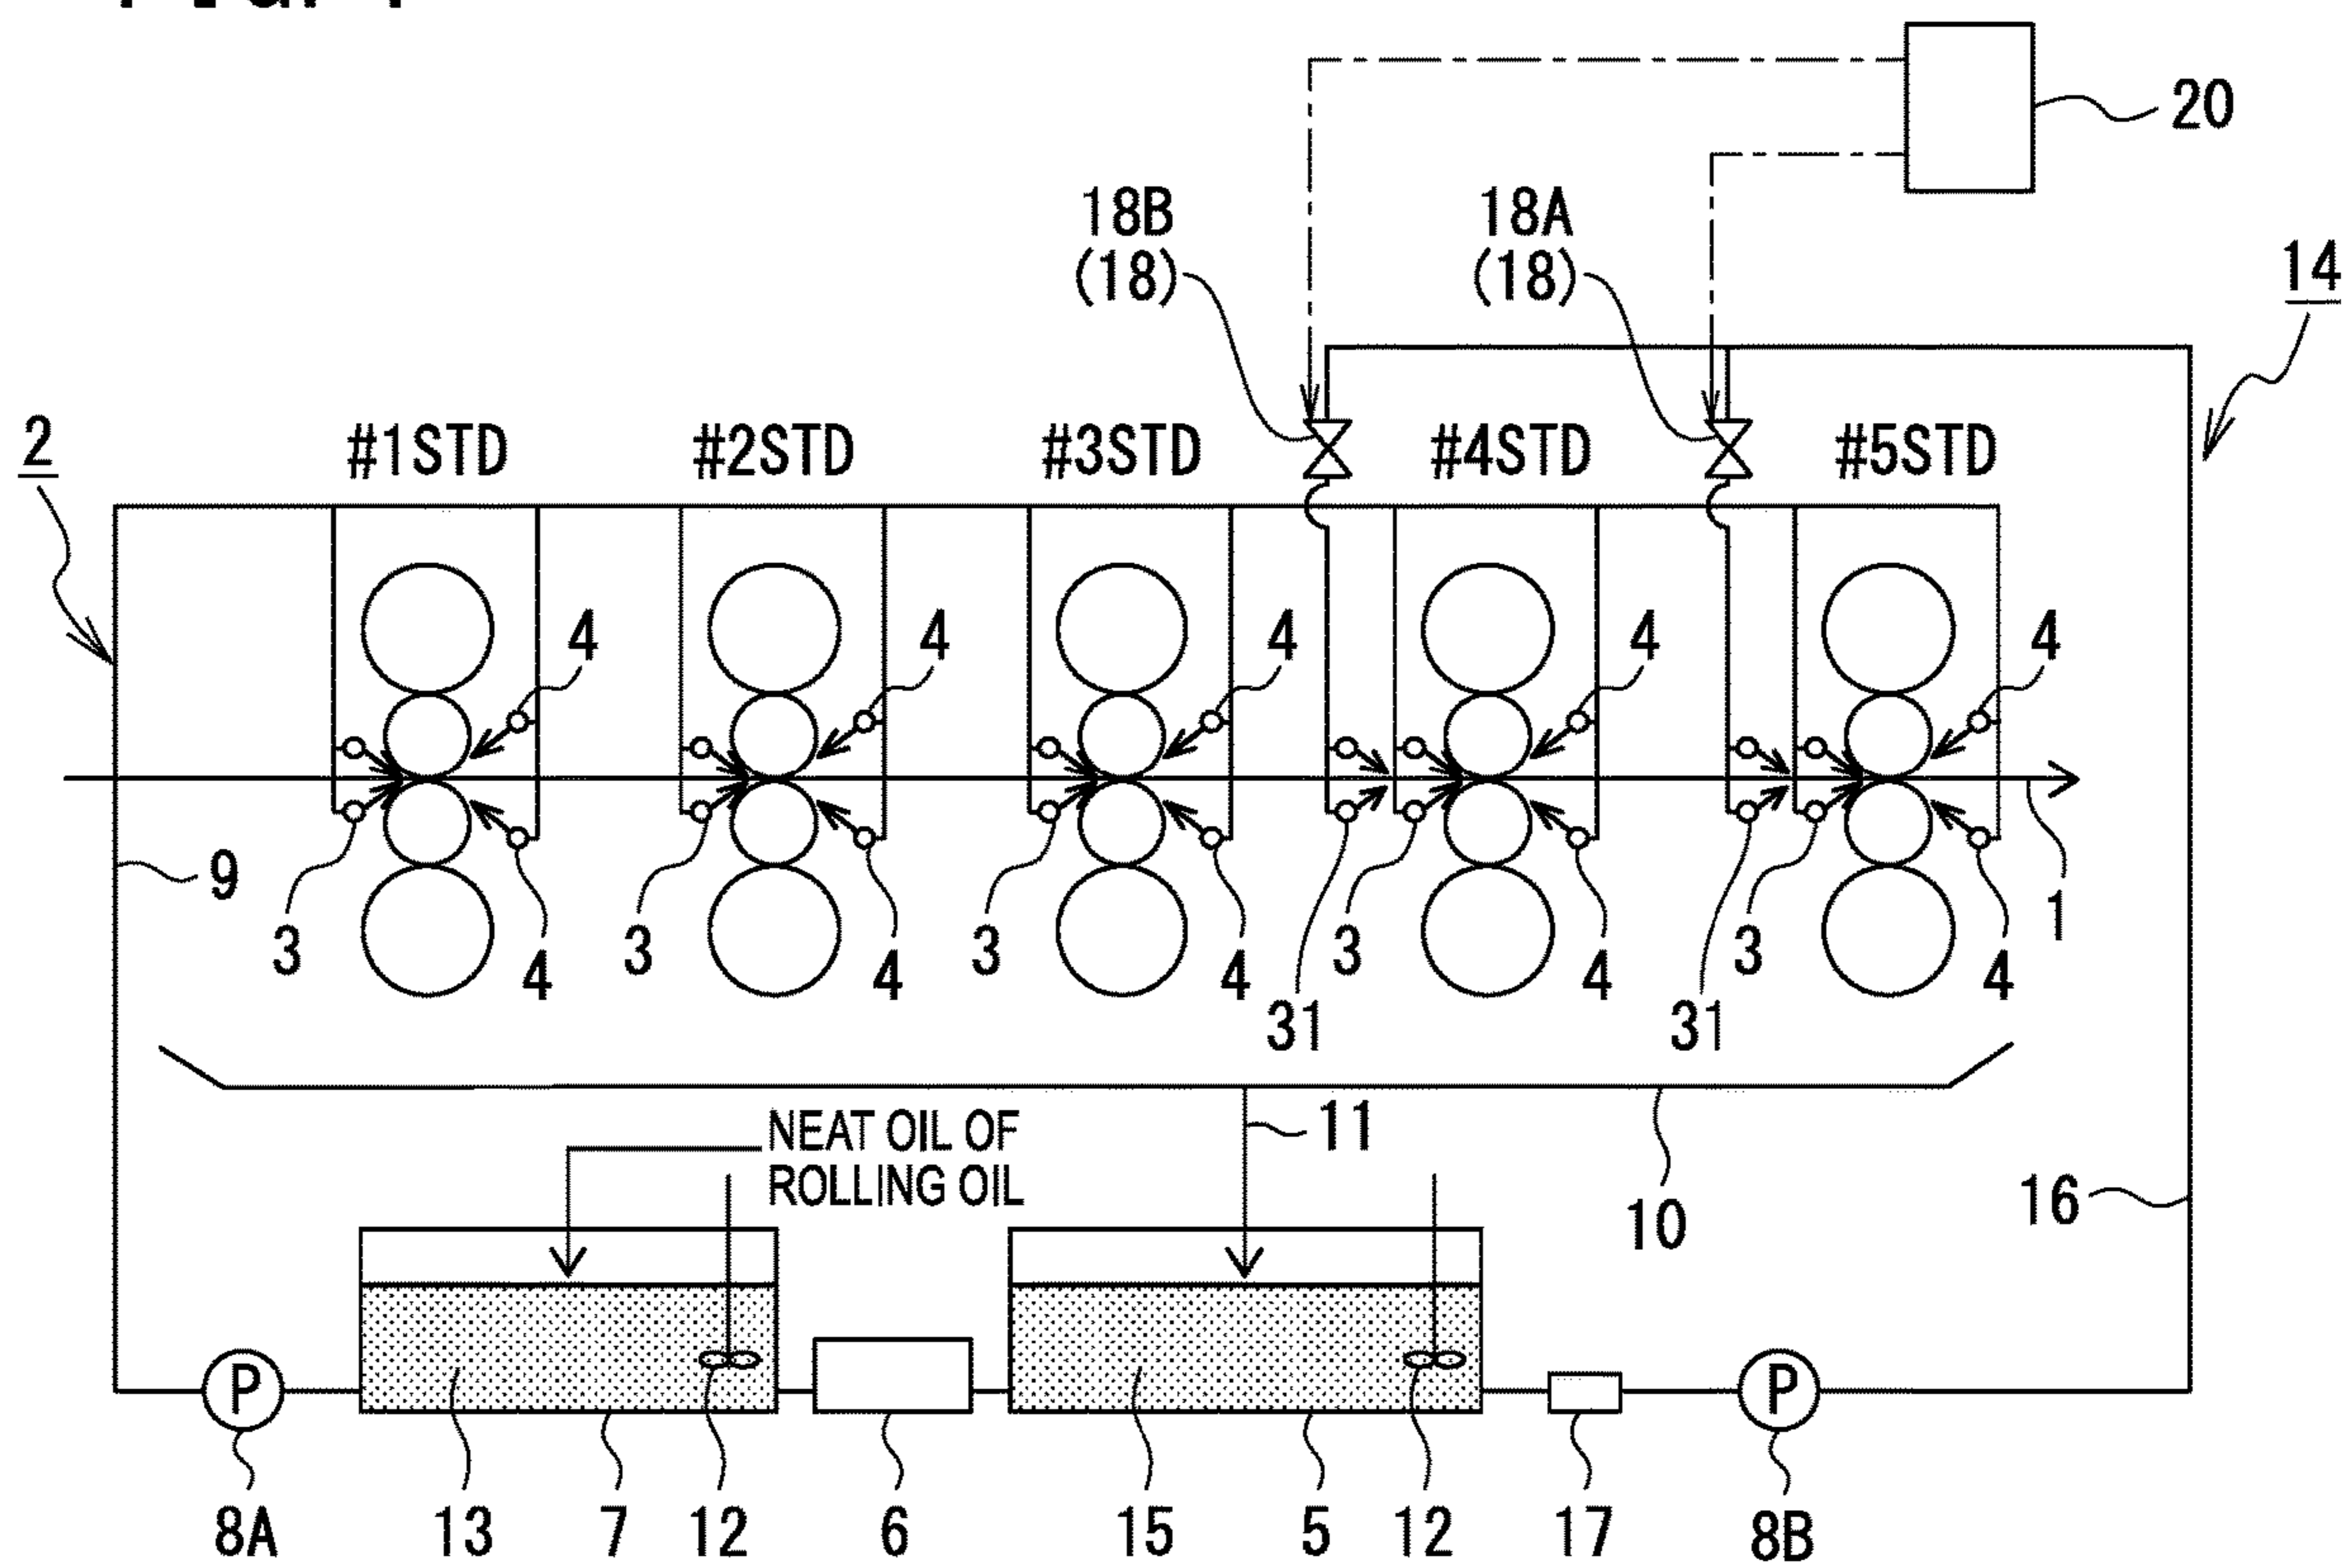 20
18B 18A
(18) (18)
14
2
#1STD #2STD #3STD #4STD #5STD
4 4 4 4 4
9
3 4 3 4 3 4 3 4 3 4 1
31 31
NEAT OIL OF
ROLLING OIL
11
10
16
P P
8A 13 7 12 6 15 5 12 17 8B